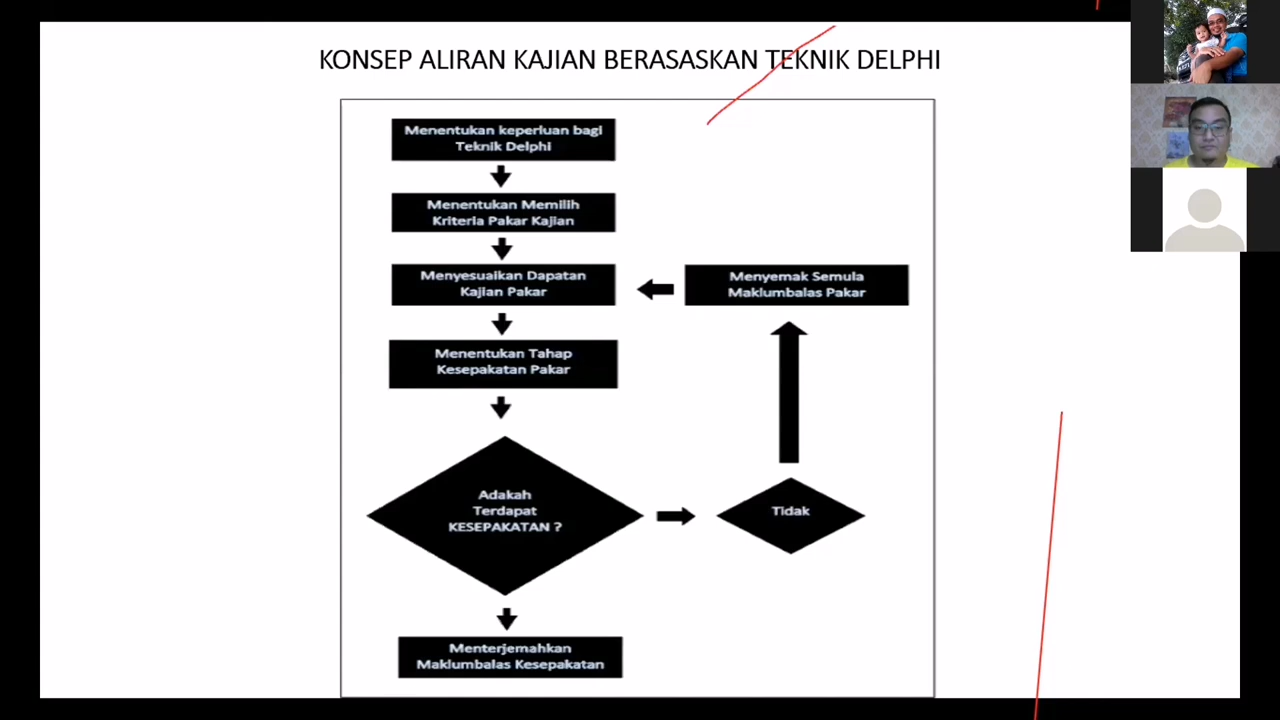 KONSEP ALIRAN KAJIAN BERASASKAN TEKNIK DELPHI
Menentukan keperluan bagi
Teknik Delphi
Menentukan Memilih
Kriteria Pakar Kajian
Menyesuaikan Dapatan
Kajian Pakar
Menyemak Semula
Maklumbalas Pakar
Menentukan Tahap
Kesepakatan Pakar
Adakah
Terdapat
KESEPAKATAN ?
Tidak
Menterjemahkan
Maklumbalas Kesepakatan